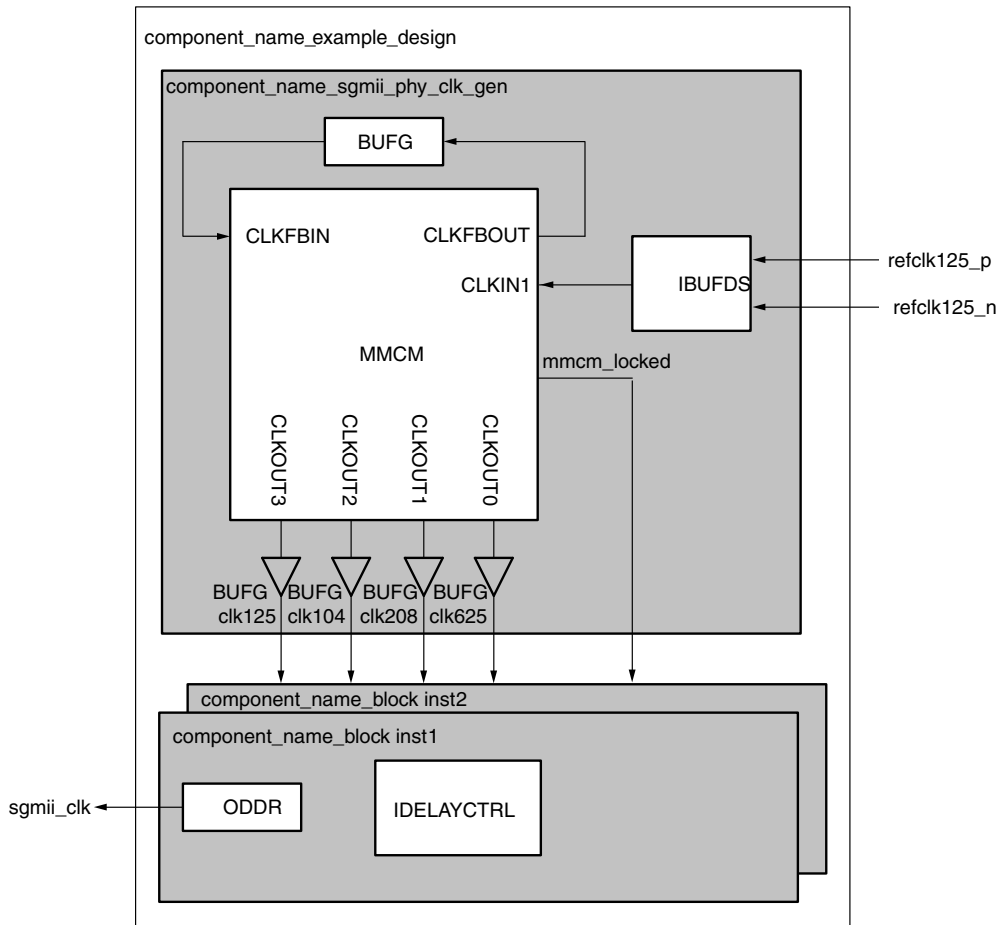 component_name_example_design
component_name_sgmii_phy_clk_gen
BUFG
CLKFBIN
CLKFBOUT
CLKIN1
IBUFDS
refclk125_p
refclk125_n
MMCM
mmcm_locked
CLKOUT3
CLKOUT2
CLKOUT1
CLKOUT0
BUFG BUFG BUFG BUFG
clk125 clk104 clk208 clk625
component_name_block inst2
component_name_block inst1
sgmii_clk
ODDR
IDELAYCTRL